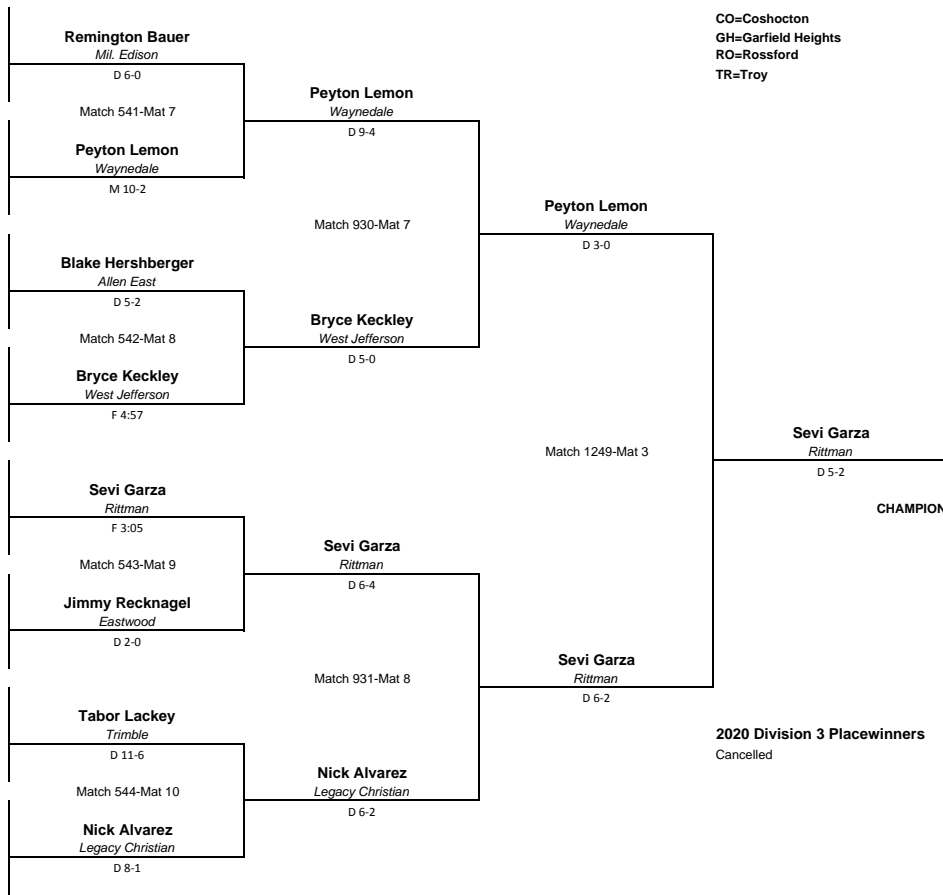 CO=Coshocton
GH=Garfield Heights
RO=Rossford
TR=Troy
Remington Bauer
Mil. Edison
D 6-0
Match 541-Mat 7
Peyton Lemon
Waynedale
M 10-2
Blake Hershberger
Allen East
D 5-2
Match 542-Mat 8
Bryce Keckley
West Jefferson
F 4:57
Sevi Garza
Rittman
F 3:05
Match 543-Mat 9
Jimmy Recknagel
Eastwood
D 2-0
Tabor Lackey
Trimble
D 11-6
Match 544-Mat 10
Nick Alvarez
Legacy Christian
D 8-1
Peyton Lemon
Waynedale
D 9-4
Match 930-Mat 7
Bryce Keckley
West Jefferson
D 5-0
Sevi Garza
Rittman
D 6-4
Match 931-Mat 8
Nick Alvarez
Legacy Christian
D 6-2
Peyton Lemon
Waynedale
D 3-0
Match 1249-Mat 3
Sevi Garza
Rittman
D 6-2
Sevi Garza
Rittman
D 5-2
CHAMPION
2020 Division 3 Placewinners
Cancelled